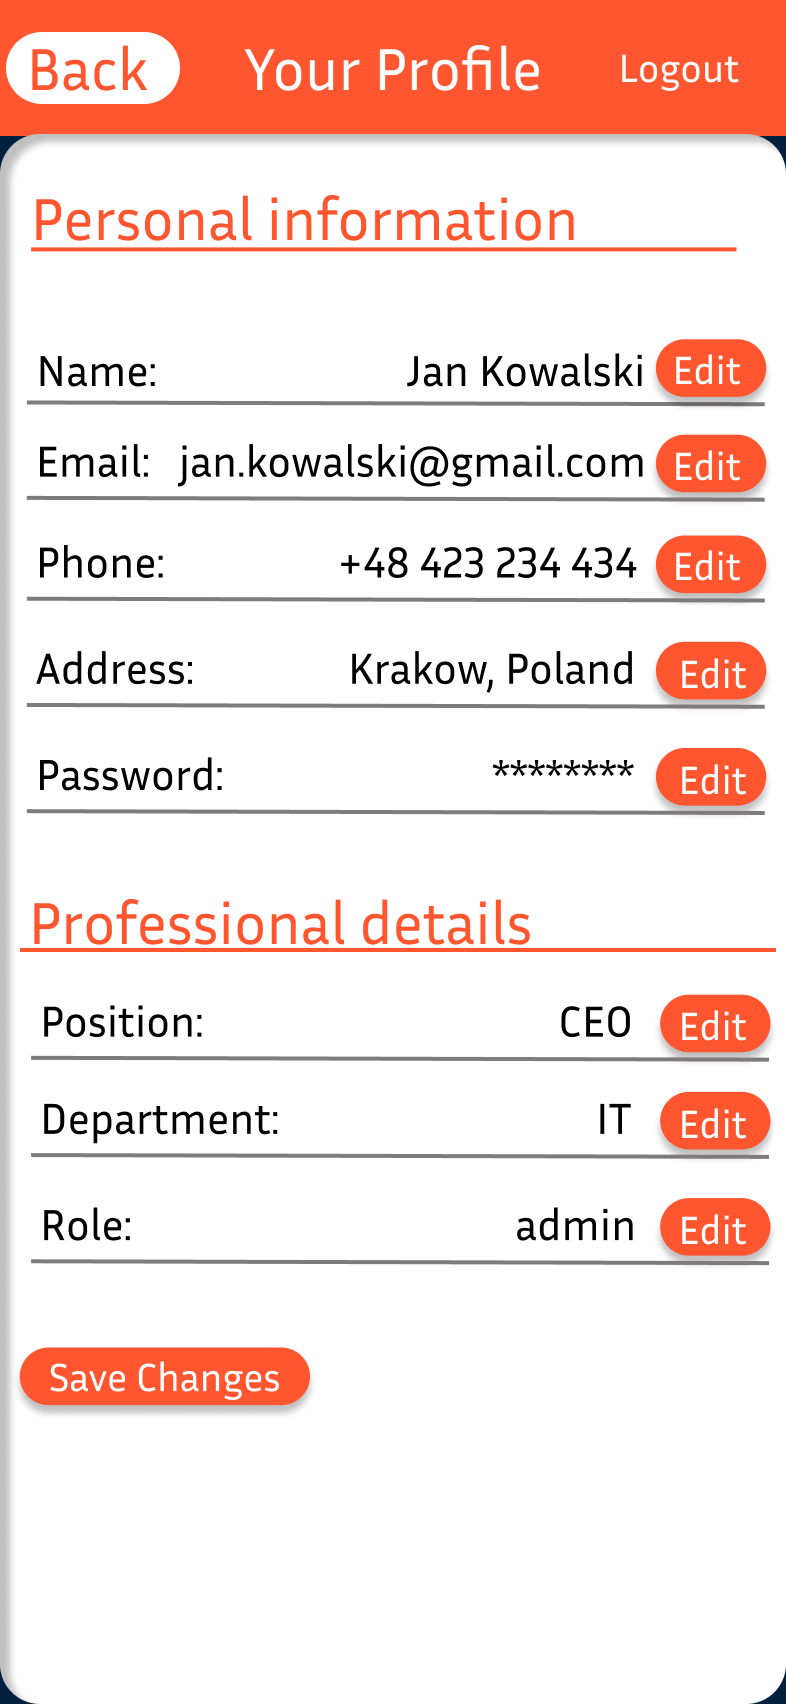 Back Your Profile Logout
Personal information
Name: Jan Kowalski Edit
Email: jan.kowalski@gmail.com Edit
Phone: +48 423 234 434 Edit
Address: Krakow, Poland Edit
Password: ******** Edit
Professional details
Position: CEO Edit
Department: IT Edit
Role: admin Edit
Save Changes